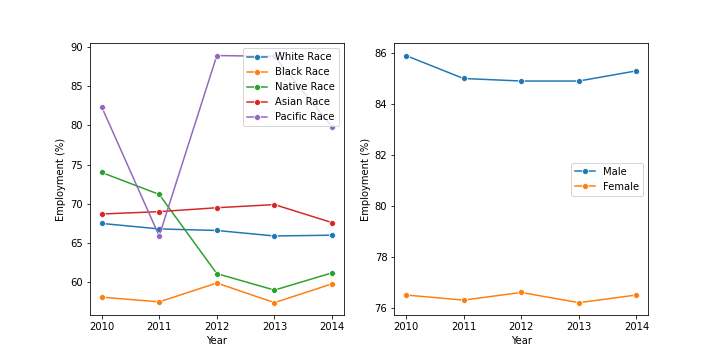 90
85
80
75
70
65
60
Employment (%)
2010 2011 2012 2013 2014
Year
White Race
Black Race
Native Race
Asian Race
Pacific Race
86
84
82
80
78
76
Employment (%)
2010 2011 2012 2013 2014
Year
Male
Female